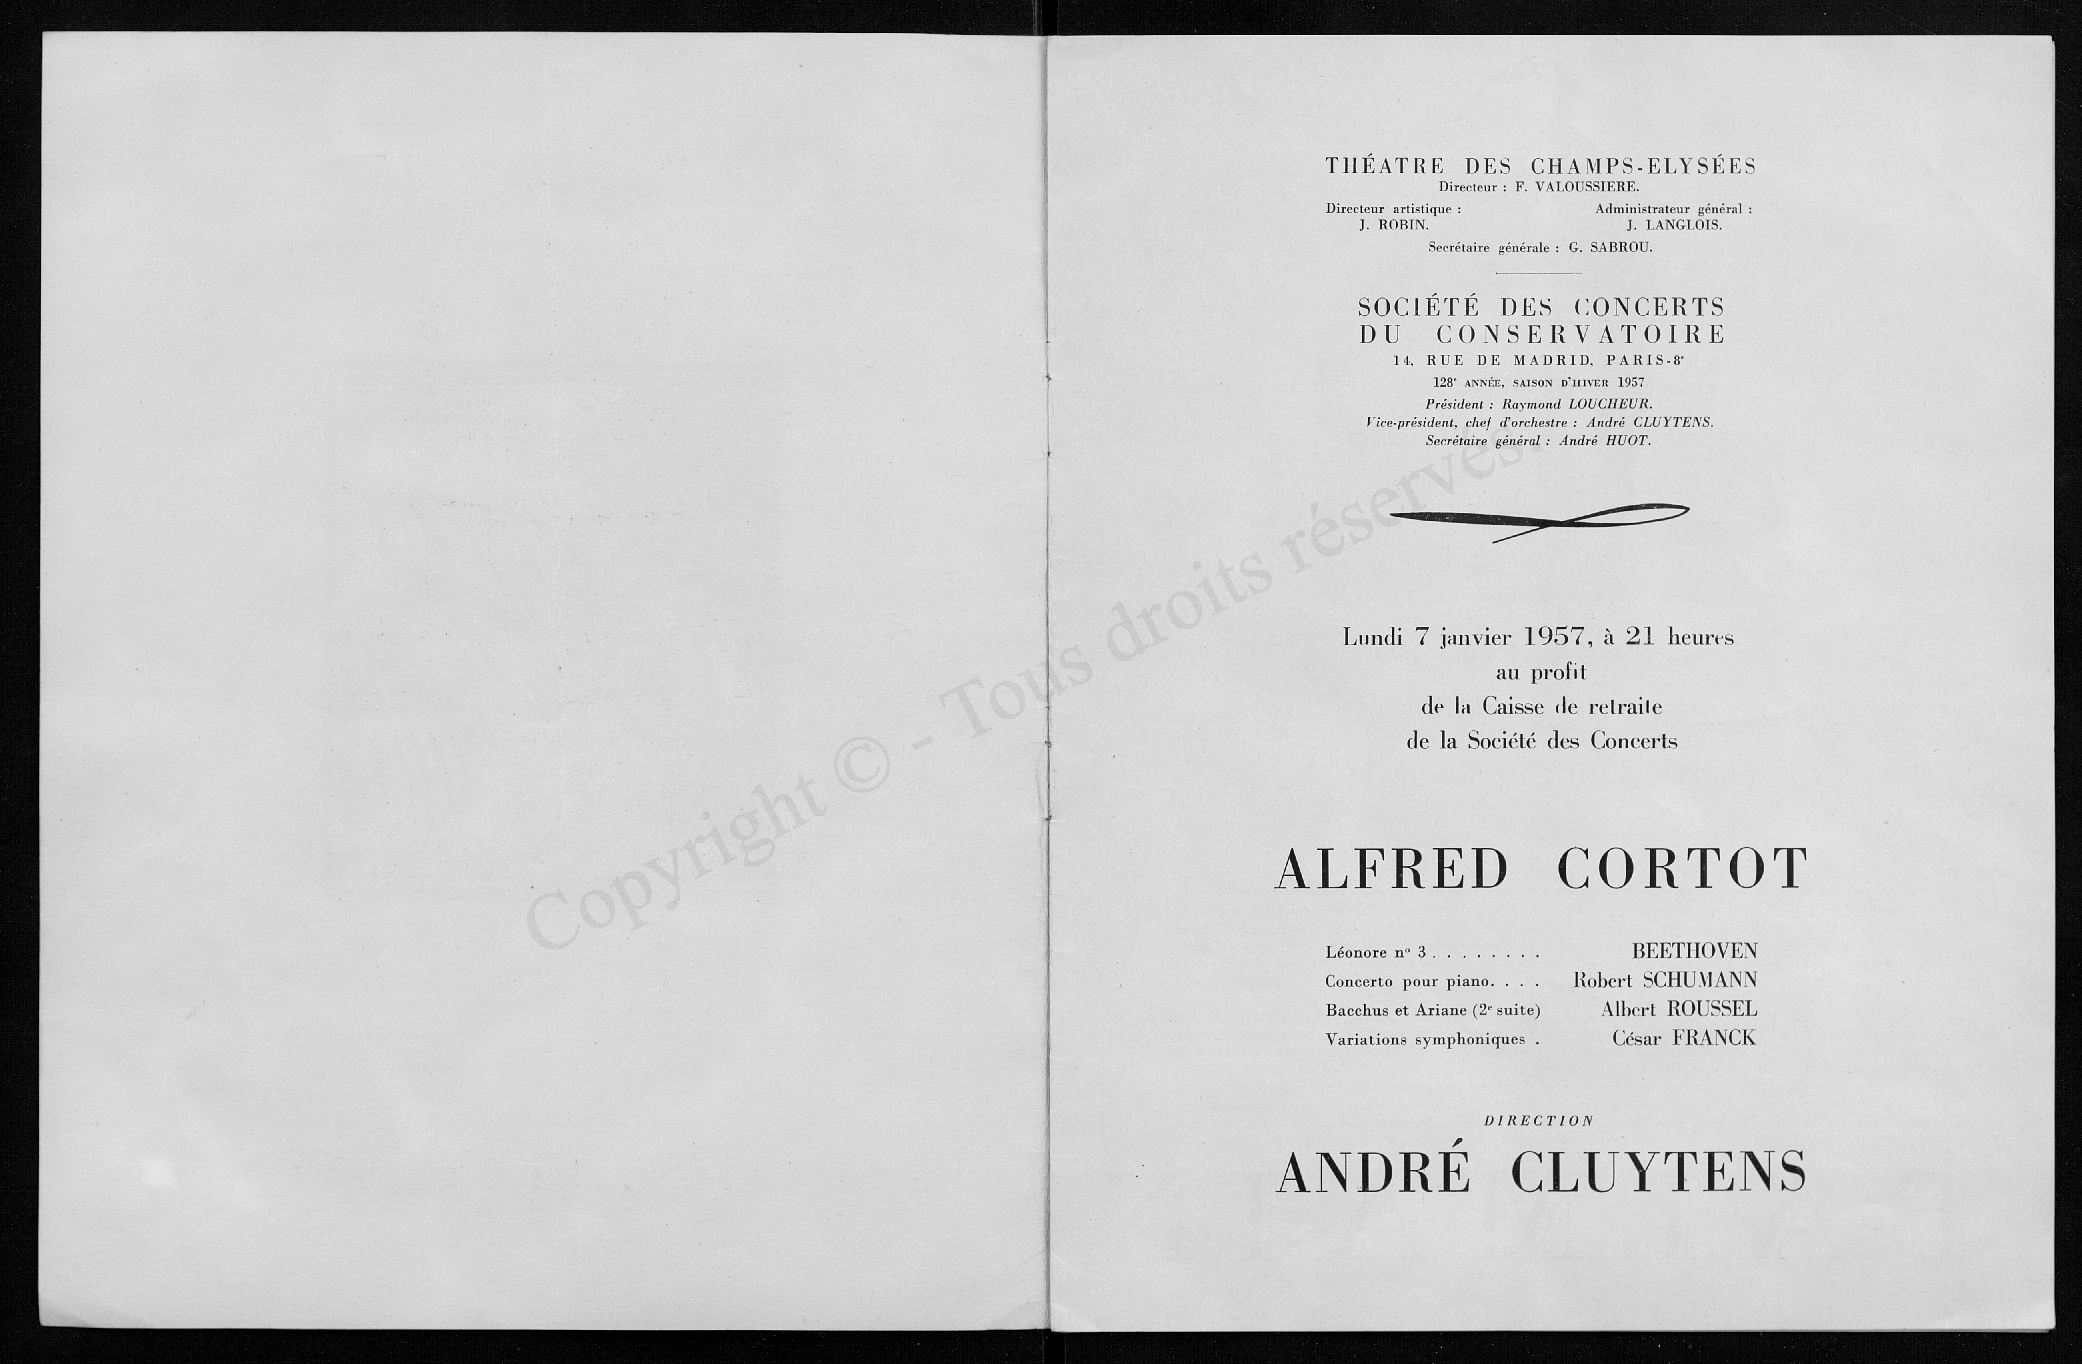 THÉATRE DES CHAMPS-ELYSÉES
Directeur : F. VALOUSSIERE.
Directeur artistique : Administrateur général :
J. ROBIN. J. LANGLOIS.
Secrétaire générale : G. SABROU.
SOCIÉTÉ DES CONCERTS
DU CONSERVATOIRE
14, RUE DE MADRID, PARIS-8e
128e ANNÉE, SAISON D'HIVER 1957
Président : Raymond LOUCHEUR.
Vice-président, chef d'orchestre : André CLUYTENS.
Secrétaire général : André HUOT.
Lundi 7 janvier 1957, à 21 heures
au profit
de la Caisse de retraite
de la Société des Concerts
ALFRED CORTOT
Léonore no 3 . . . . . . . . BEETHOVEN
Concerto pour piano. . . . Robert SCHUMANN
Bacchus et Ariane (2e suite) Albert ROUSSEL
Variations symphoniques . César FRANCK
DIRECTION
ANDRÉ CLUYTENS
Copyright © - Tous droits réservés.